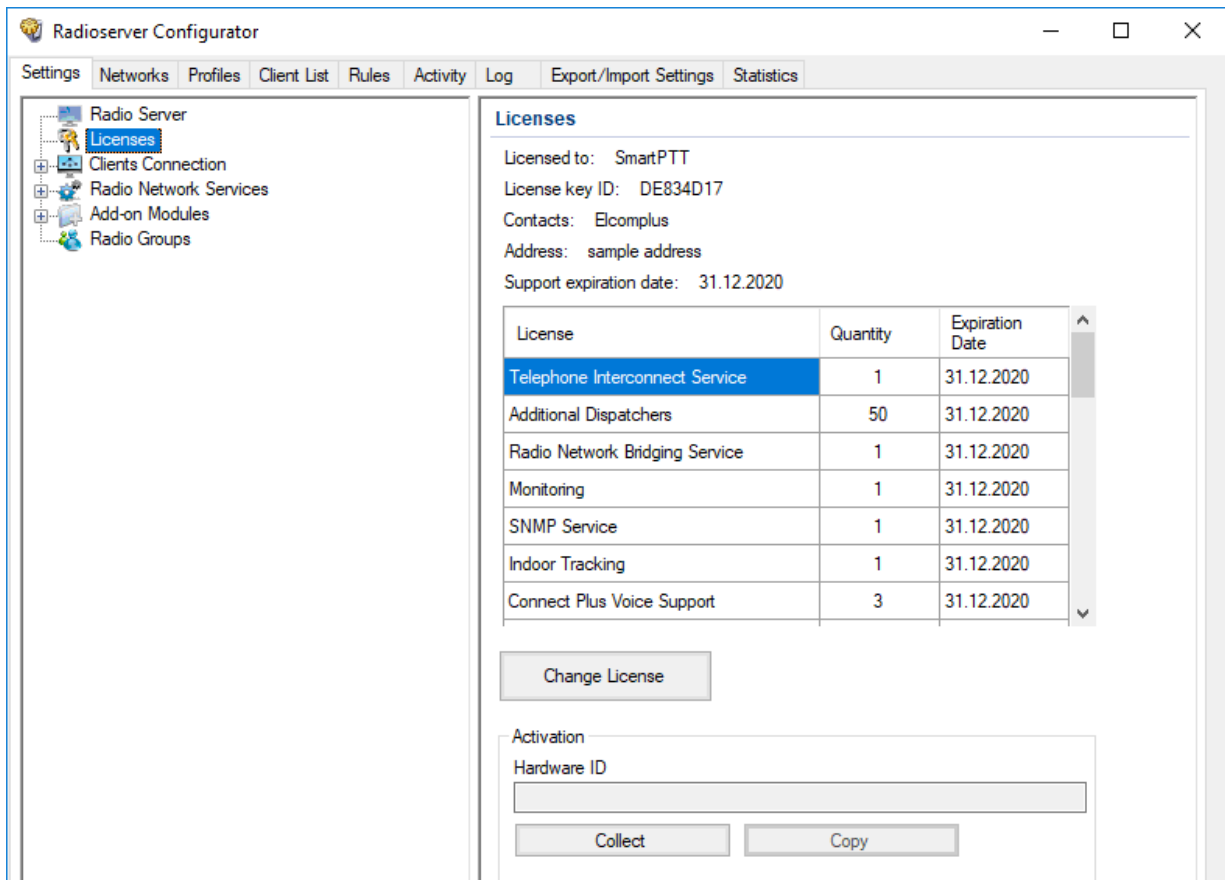 Radioserver Configurator
Settings Networks Profiles Client List Rules Activity Log Export/Import Settings Statistics
Radio Server
Licenses
Clients Connection
Radio Network Services
Add-on Modules
Radio Groups
Licenses
Licensed to: SmartPTT
License key ID: DE834D17
Contacts: Elcomplus
Address: sample address
Support expiration date: 31.12.2020
License Quantity Expiration Date
Telephone Interconnect Service 1 31.12.2020
Additional Dispatchers 50 31.12.2020
Radio Network Bridging Service 1 31.12.2020
Monitoring 1 31.12.2020
SNMP Service 1 31.12.2020
Indoor Tracking 1 31.12.2020
Connect Plus Voice Support 3 31.12.2020
Change License
Activation
Hardware ID
Collect Copy